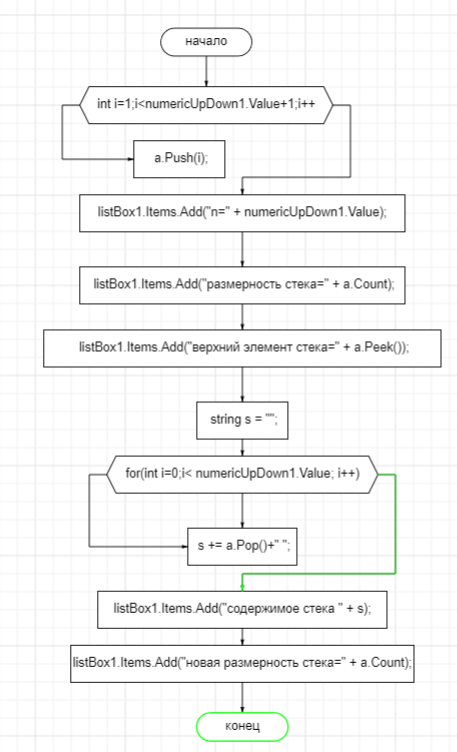 начало
int i=1;i<numericUpDown1.Value+1;i++
a.Push(i);
listBox1.Items.Add("n=" + numericUpDown1.Value);
listBox1.Items.Add("размерность стека=" + a.Count);
listBox1.Items.Add("верхний элемент стека=" + a.Peek());
string s = "";
for(int i=0;i< numericUpDown1.Value; i++)
s += a.Pop()+" ";
listBox1.Items.Add("содержимое стека " + s);
listBox1.Items.Add("новая размерность стека=" + a.Count);
конец